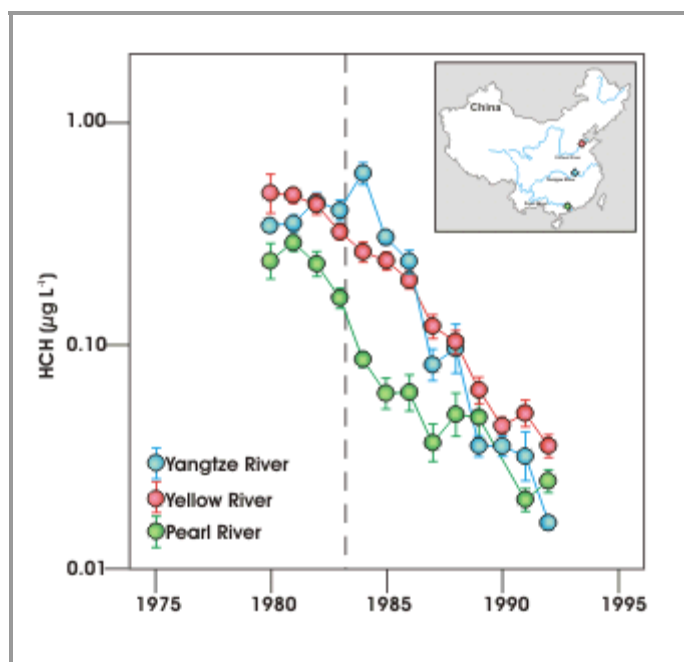 1.00
0.10
0.01
HCH (µg L⁻¹)
China
Yangtze River
Yellow River
Pearl River
1975
1980
1985
1990
1995